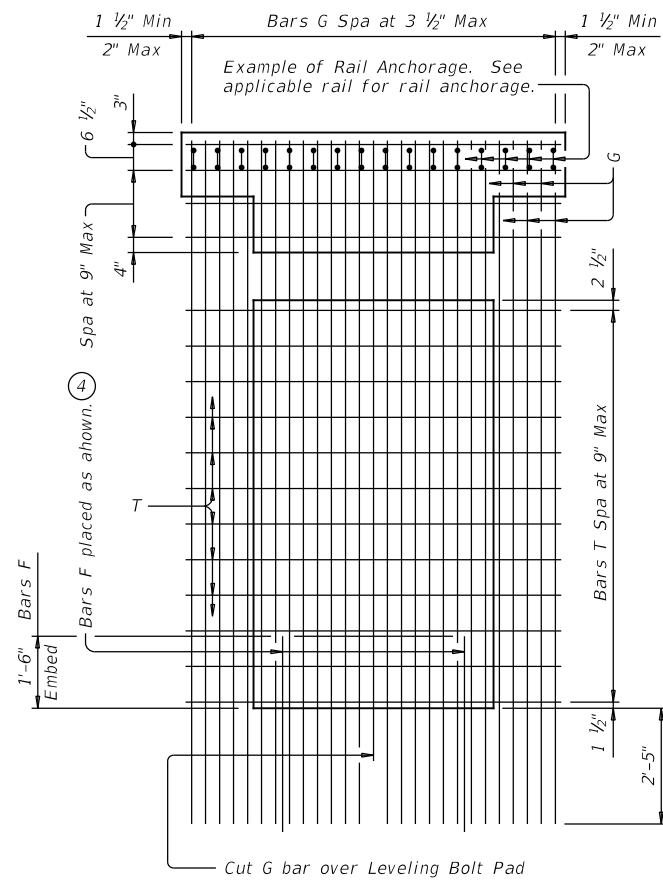 1 ½" Min
2" Max
Bars G Spa at 3 ½" Max
1 ½" Min
2" Max
Example of Rail Anchorage. See
applicable rail for rail anchorage.
3"
6 ½"
Spa at 9" Max
4"
G
2 ½"
Bars T Spa at 9" Max
1 ½"
2'-5"
4
Bars F placed as ahown.
T
Bars F
1'-6"
Embed
Cut G bar over Leveling Bolt Pad